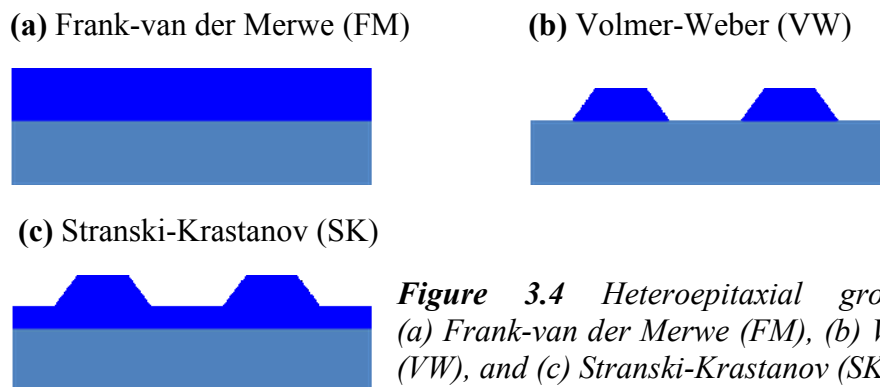 (a) Frank-van der Merwe (FM)
(b) Volmer-Weber (VW)
(c) Stranski-Krastanov (SK)
Figure 3.4 Heteroepitaxial gro
(a) Frank-van der Merwe (FM), (b) V
(VW), and (c) Stranski-Krastanov (SK